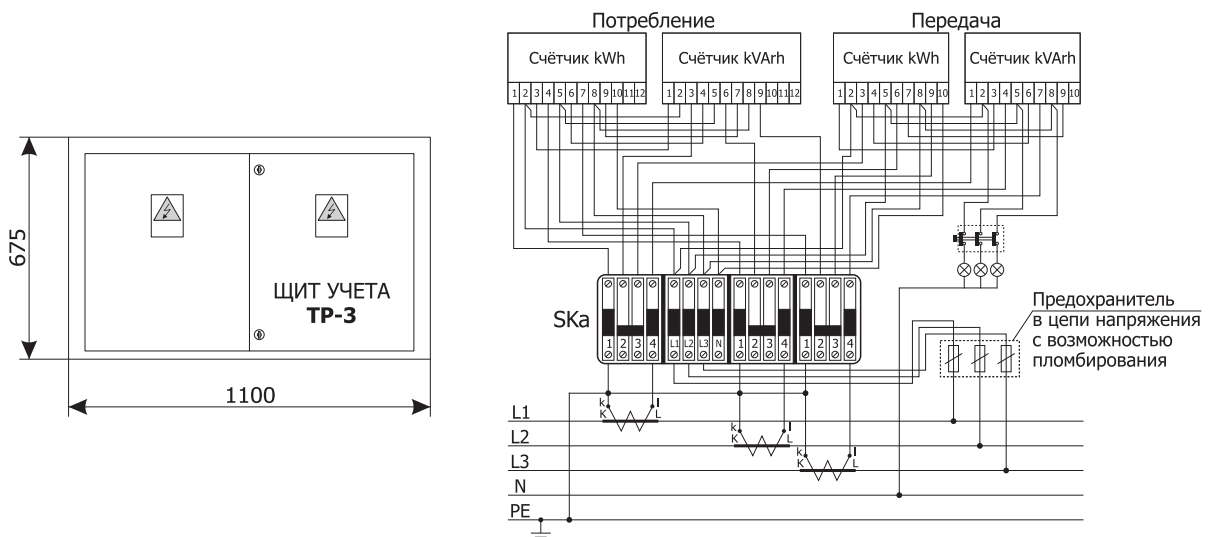 Потребление
Передача
Счётчик kWh
Счётчик kVArh
Счётчик kWh
Счётчик kVArh
1 2 3 4 5 6 7 8 9 10 11 12
1 2 3 4 5 6 7 8 9 10 11 12
1 2 3 4 5 6 7 8 9 10
1 2 3 4 5 6 7 8 9 10
675
ЩИТ УЧЕТА
ТР-3
1100
SKa
1 2 3 4
L1 L2 L3 N
1 2 3 4
1 2 3 4
Предохранитель
в цепи напряжения
с возможностью
пломбирования
k l
K L
k l
K L
k l
K L
L1
L2
L3
N
PE